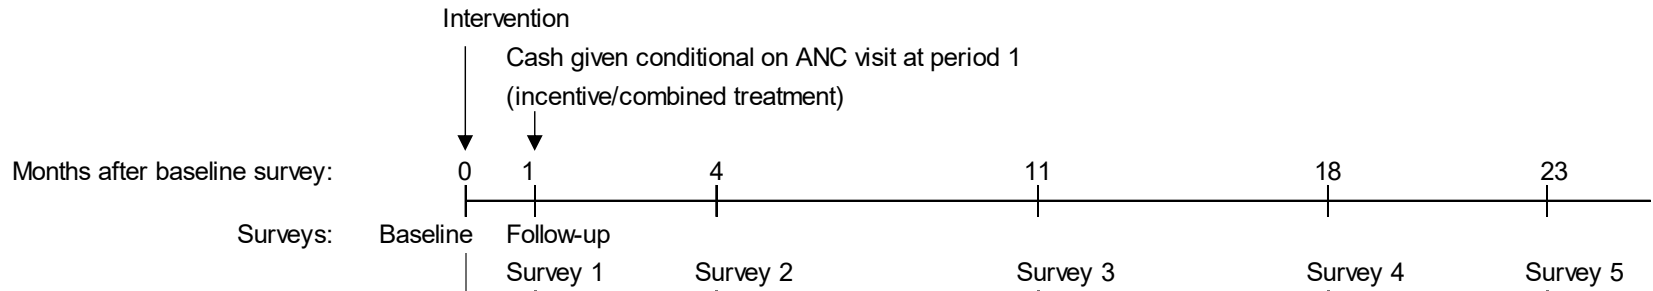 Intervention
Cash given conditional on ANC visit at period 1
(incentive/combined treatment)
Months after baseline survey: 0 1 4 11 18 23
Surveys: Baseline Follow-up
Survey 1 Survey 2 Survey 3 Survey 4 Survey 5